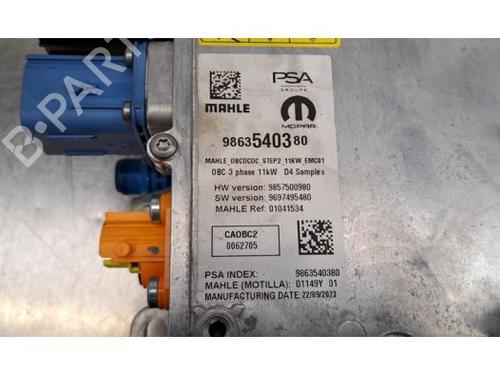 MAHLE
PSA
GROUPE
MOPAR
9863540380
MAHLE_OBCDCDC_STEP2_11KW_EMC01
OBC 3 phase 11kW D4 Samples
HW version: 9857500980
SW version: 9697495480
MAHLE Ref: 01041534
CAOBC2
0062705
PSA INDEX: 9863540380
MAHLE (MOTILLA): 01149Y 01
MANUFACTURING DATE: 22/09/2023
B-PARTS